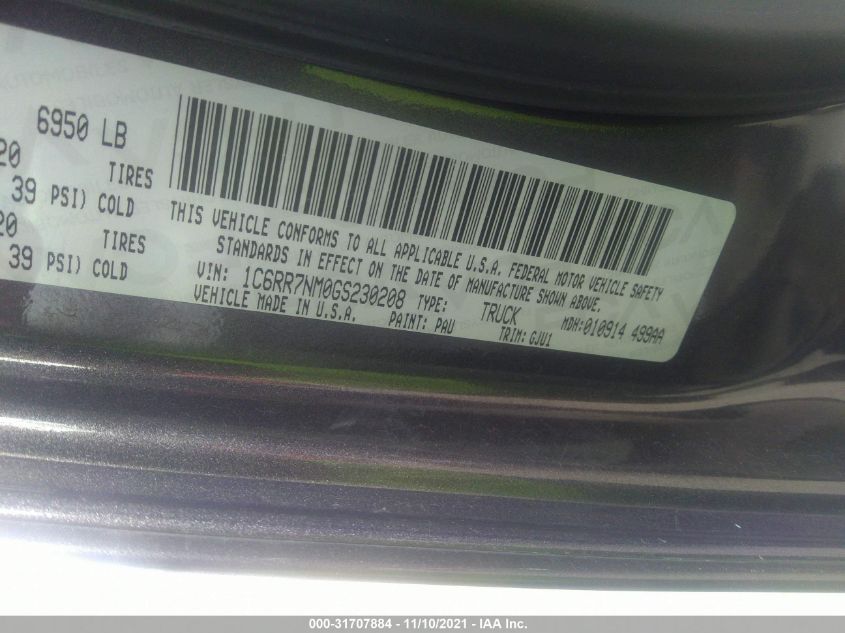 6950 LB
20 TIRES
39 PSI) COLD
20 TIRES
39 PSI) COLD
THIS VEHICLE CONFORMS TO ALL APPLICABLE U.S.A. FEDERAL MOTOR VEHICLE SAFETY
STANDARDS IN EFFECT ON THE DATE OF MANUFACTURE SHOWN ABOVE.
VIN: 1C6RR7NM0GS230208 TYPE: TRUCK MDH:010914 499AA
VEHICLE MADE IN U.S.A. PAINT: PAU TRIM: GJU1
000-31707884 - 11/10/2021 - IAA Inc.